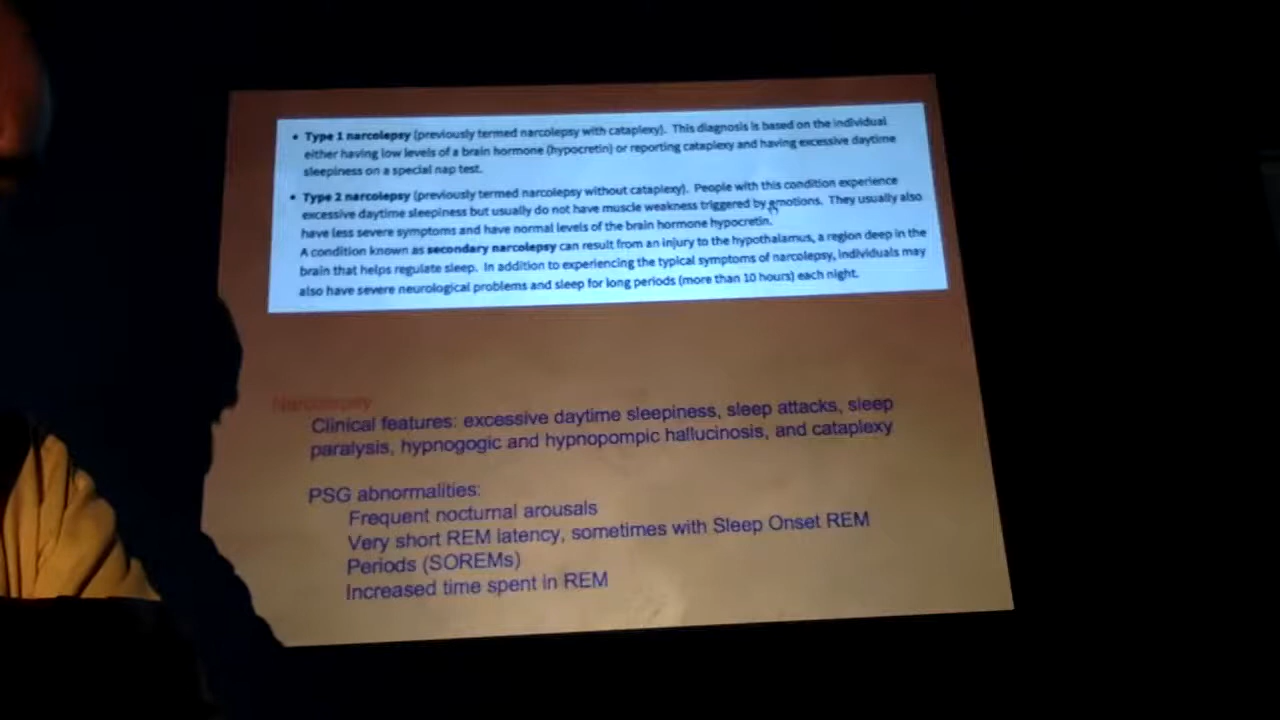 • Type 1 narcolepsy (previously termed narcolepsy with cataplexy). This diagnosis is based on the individual
either having low levels of a brain hormone (hypocretin) or reporting cataplexy and having excessive daytime
sleepiness on a special nap test.
• Type 2 narcolepsy (previously termed narcolepsy without cataplexy). People with this condition experience
excessive daytime sleepiness but usually do not have muscle weakness triggered by emotions. They usually also
have less severe symptoms and have normal levels of the brain hormone hypocretin.
A condition known as secondary narcolepsy can result from an injury to the hypothalamus, a region deep in the
brain that helps regulate sleep. In addition to experiencing the typical symptoms of narcolepsy, individuals may
also have severe neurological problems and sleep for long periods (more than 10 hours) each night.
Narcolepsy
Clinical features: excessive daytime sleepiness, sleep attacks, sleep
paralysis, hypnogogic and hypnopompic hallucinosis, and cataplexy
PSG abnormalities:
Frequent nocturnal arousals
Very short REM latency, sometimes with Sleep Onset REM
Periods (SOREMs)
Increased time spent in REM